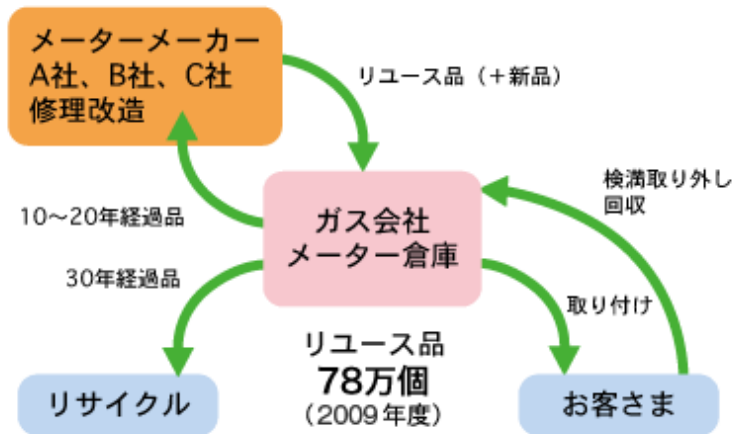 メーターメーカー
A社、B社、C社
修理改造
リユース品（＋新品）
検満取り外し
回収
10～20年経過品
ガス会社
メーター倉庫
30年経過品
取り付け
リユース品
78万個
（2009年度）
リサイクル
お客さま